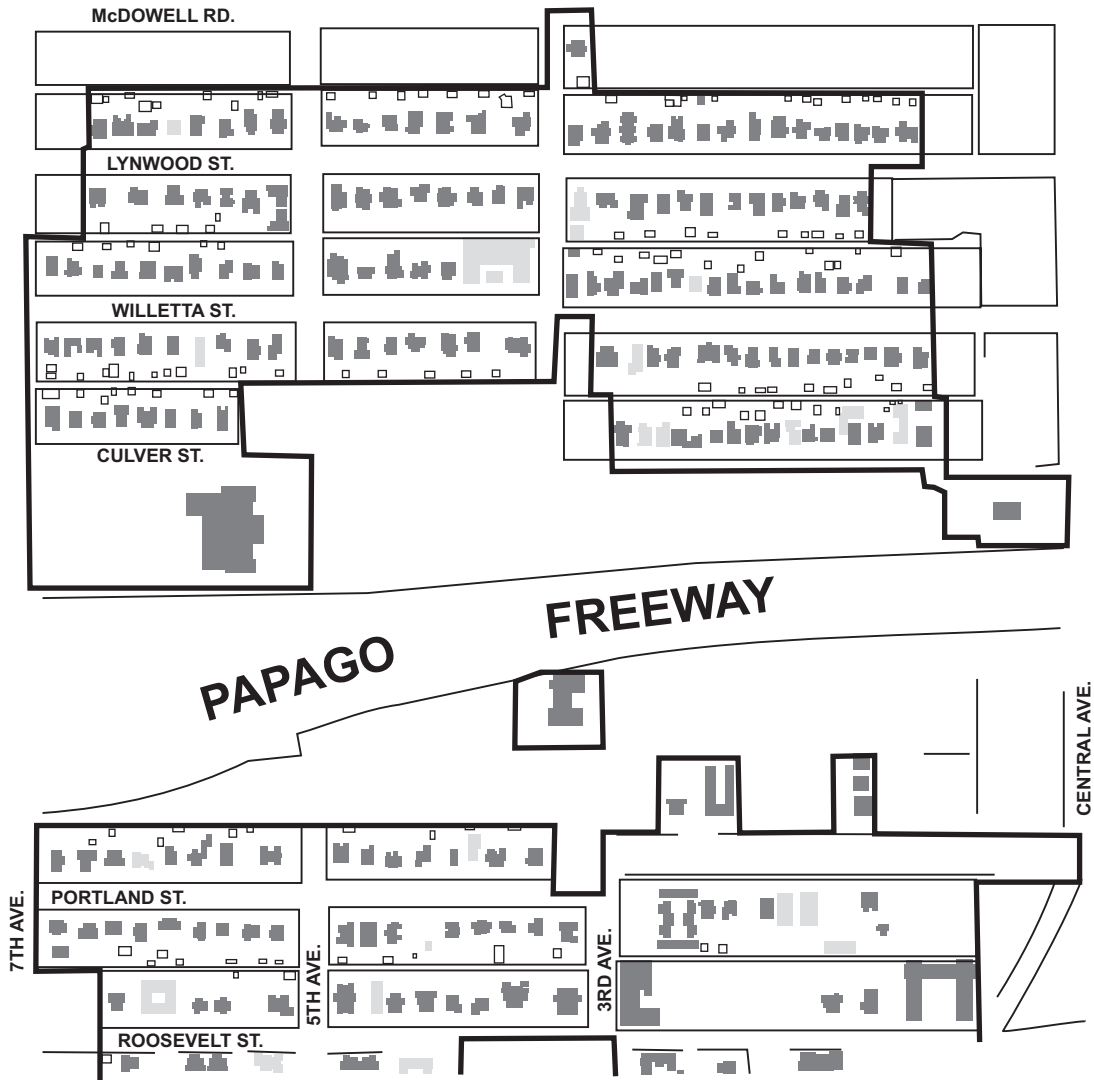 McDOWELL RD.
LYNWOOD ST.
WILLETTA ST.
CULVER ST.
PAPAGO FREEWAY
CENTRAL AVE.
7TH AVE.
PORTLAND ST.
5TH AVE.
3RD AVE.
ROOSEVELT ST.